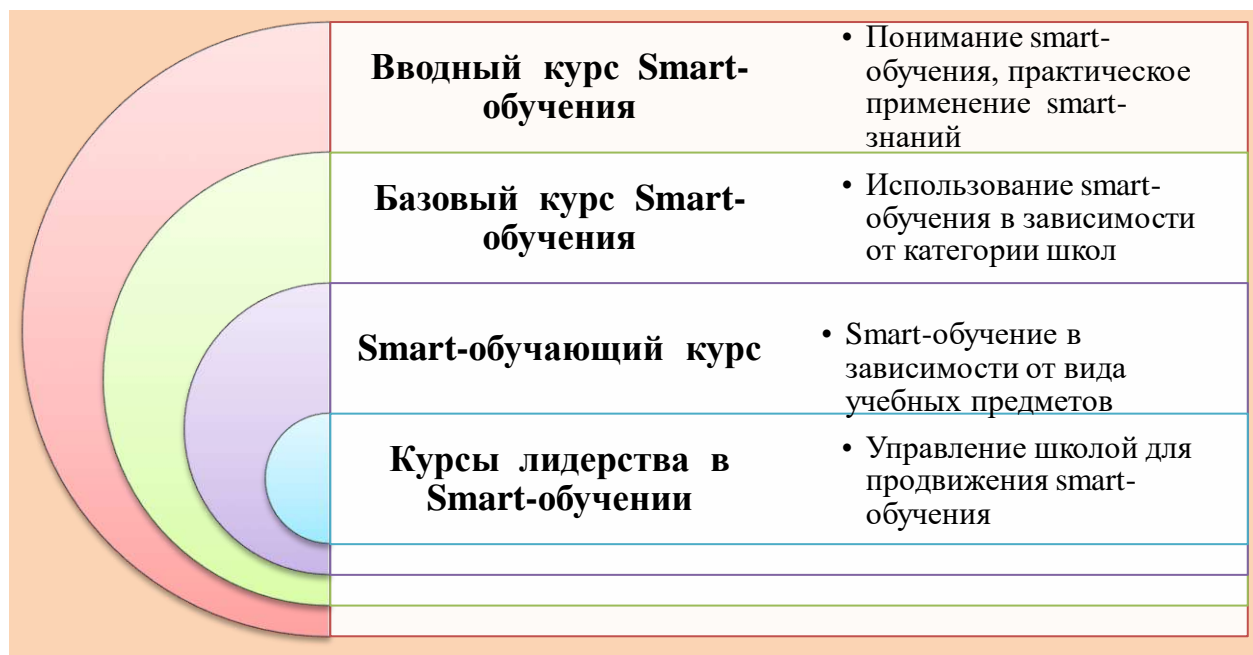 Вводный курс Smart-
обучения
• Понимание smart-
обучения, практическое
применение smart-
знаний
Базовый курс Smart-
обучения
• Использование smart-
обучения в зависимости
от категории школ
Smart-обучающий курс
• Smart-обучение в
зависимости от вида
учебных предметов
Курсы лидерства в
Smart-обучении
• Управление школой для
продвижения smart-
обучения